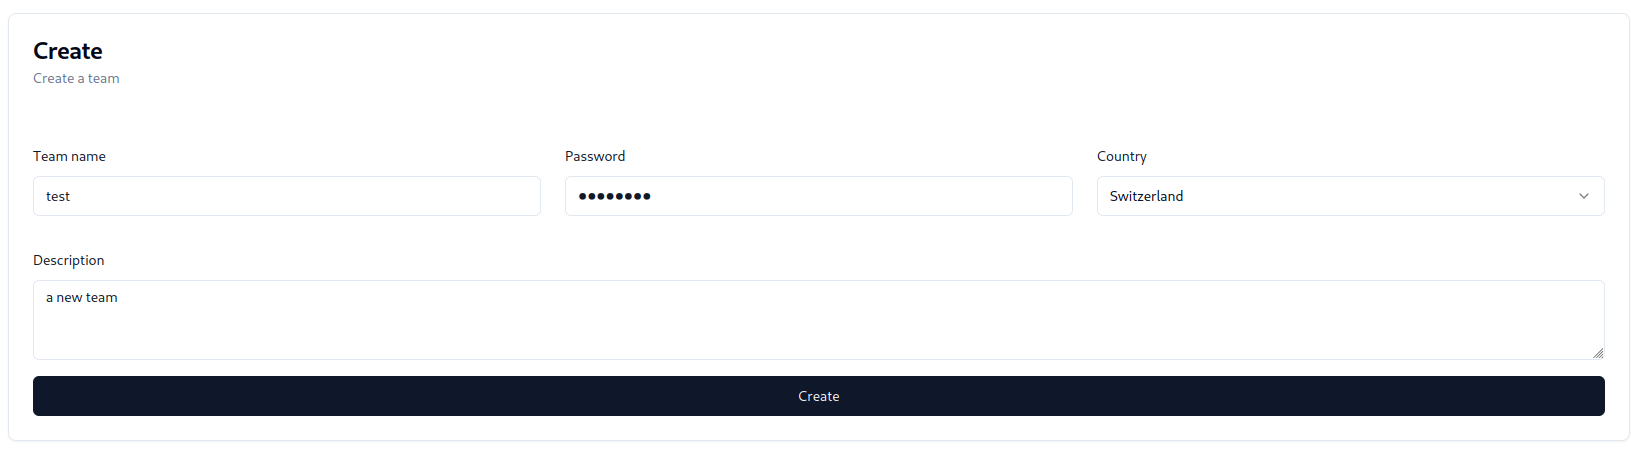 Create
Create a team
Team name
Password
Country
test
●●●●●●●●
Switzerland
Description
a new team
Create